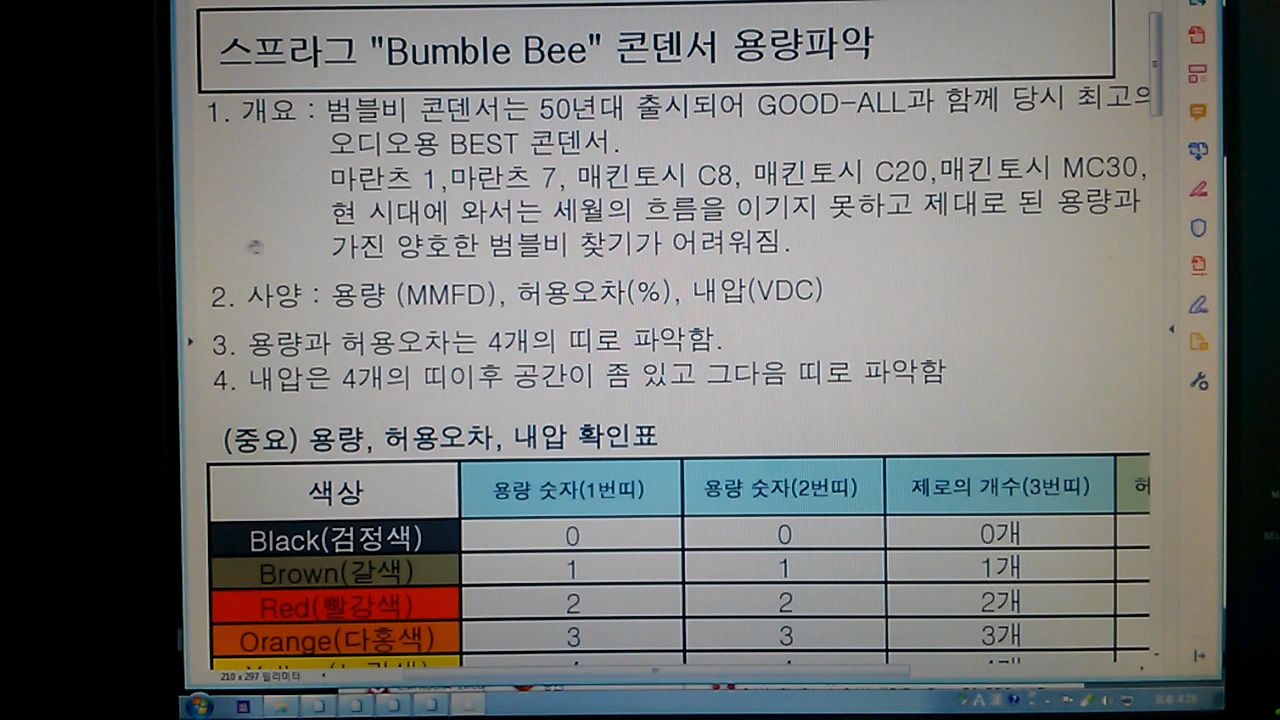 스프라그 "Bumble Bee" 콘덴서 용량파악
1. 개요 : 범블비 콘덴서는 50년대 출시되어 GOOD-ALL과 함께 당시 최고의
오디오용 BEST 콘덴서.
마란츠 1,마란츠 7, 매킨토시 C8, 매킨토시 C20,매킨토시 MC30,
현 시대에 와서는 세월의 흐름을 이기지 못하고 제대로 된 용량과
가진 양호한 범블비 찾기가 어려워짐.
2. 사양 : 용량 (MMFD), 허용오차(%), 내압(VDC)
3. 용량과 허용오차는 4개의 띠로 파악함.
4. 내압은 4개의 띠이후 공간이 좀 있고 그다음 띠로 파악함
(중요) 용량, 허용오차, 내압 확인표
색상 용량 숫자(1번띠) 용량 숫자(2번띠) 제로의 개수(3번띠) 허
Black(검정색) 0 0 0개
Brown(갈색) 1 1 1개
Red(빨강색) 2 2 2개
Orange(다홍색) 3 3 3개
210 x 297 밀리미터